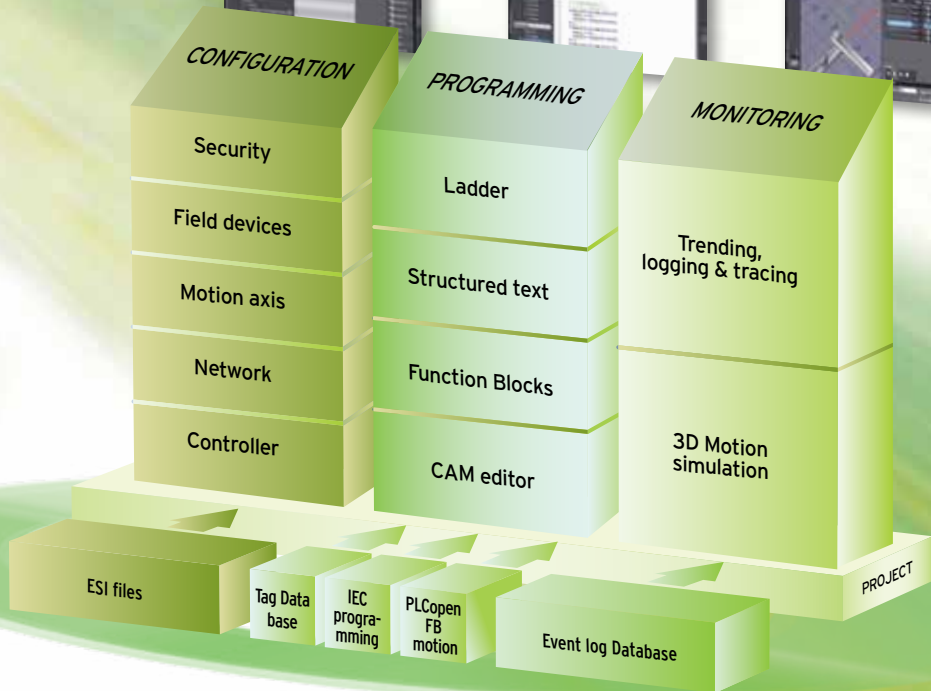 CONFIGURATION
Security
Field devices
Motion axis
Network
Controller
PROGRAMMING
Ladder
Structured text
Function Blocks
CAM editor
MONITORING
Trending,
logging & tracing
3D Motion
simulation
PROJECT
ESI files
Tag Data
base
IEC
progra-
mming
PLCopen
FB
motion
Event log Database